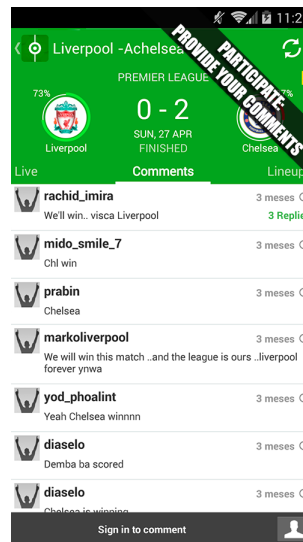 11:2
Liverpool -Achelsea
PARTICIPATE:
PROVIDE YOUR COMMENTS
PREMIER LEAGUE
73%
7%
0 - 2
SUN, 27 APR
Liverpool
FINISHED
Chelsea
Live
Comments
Lineup
rachid_imira
3 meses
We'll win.. visca Liverpool
3 Replie
mido_smile_7
3 meses
Chl win
prabin
3 meses
Chelsea
markoliverpool
3 meses
We will win this match ..and the league is ours ..liverpool
forever ynwa
yod_phoalint
3 meses
Yeah Chelsea winnnn
diaselo
3 meses
Demba ba scored
diaselo
3 meses
Chelsea is winning
Sign in to comment